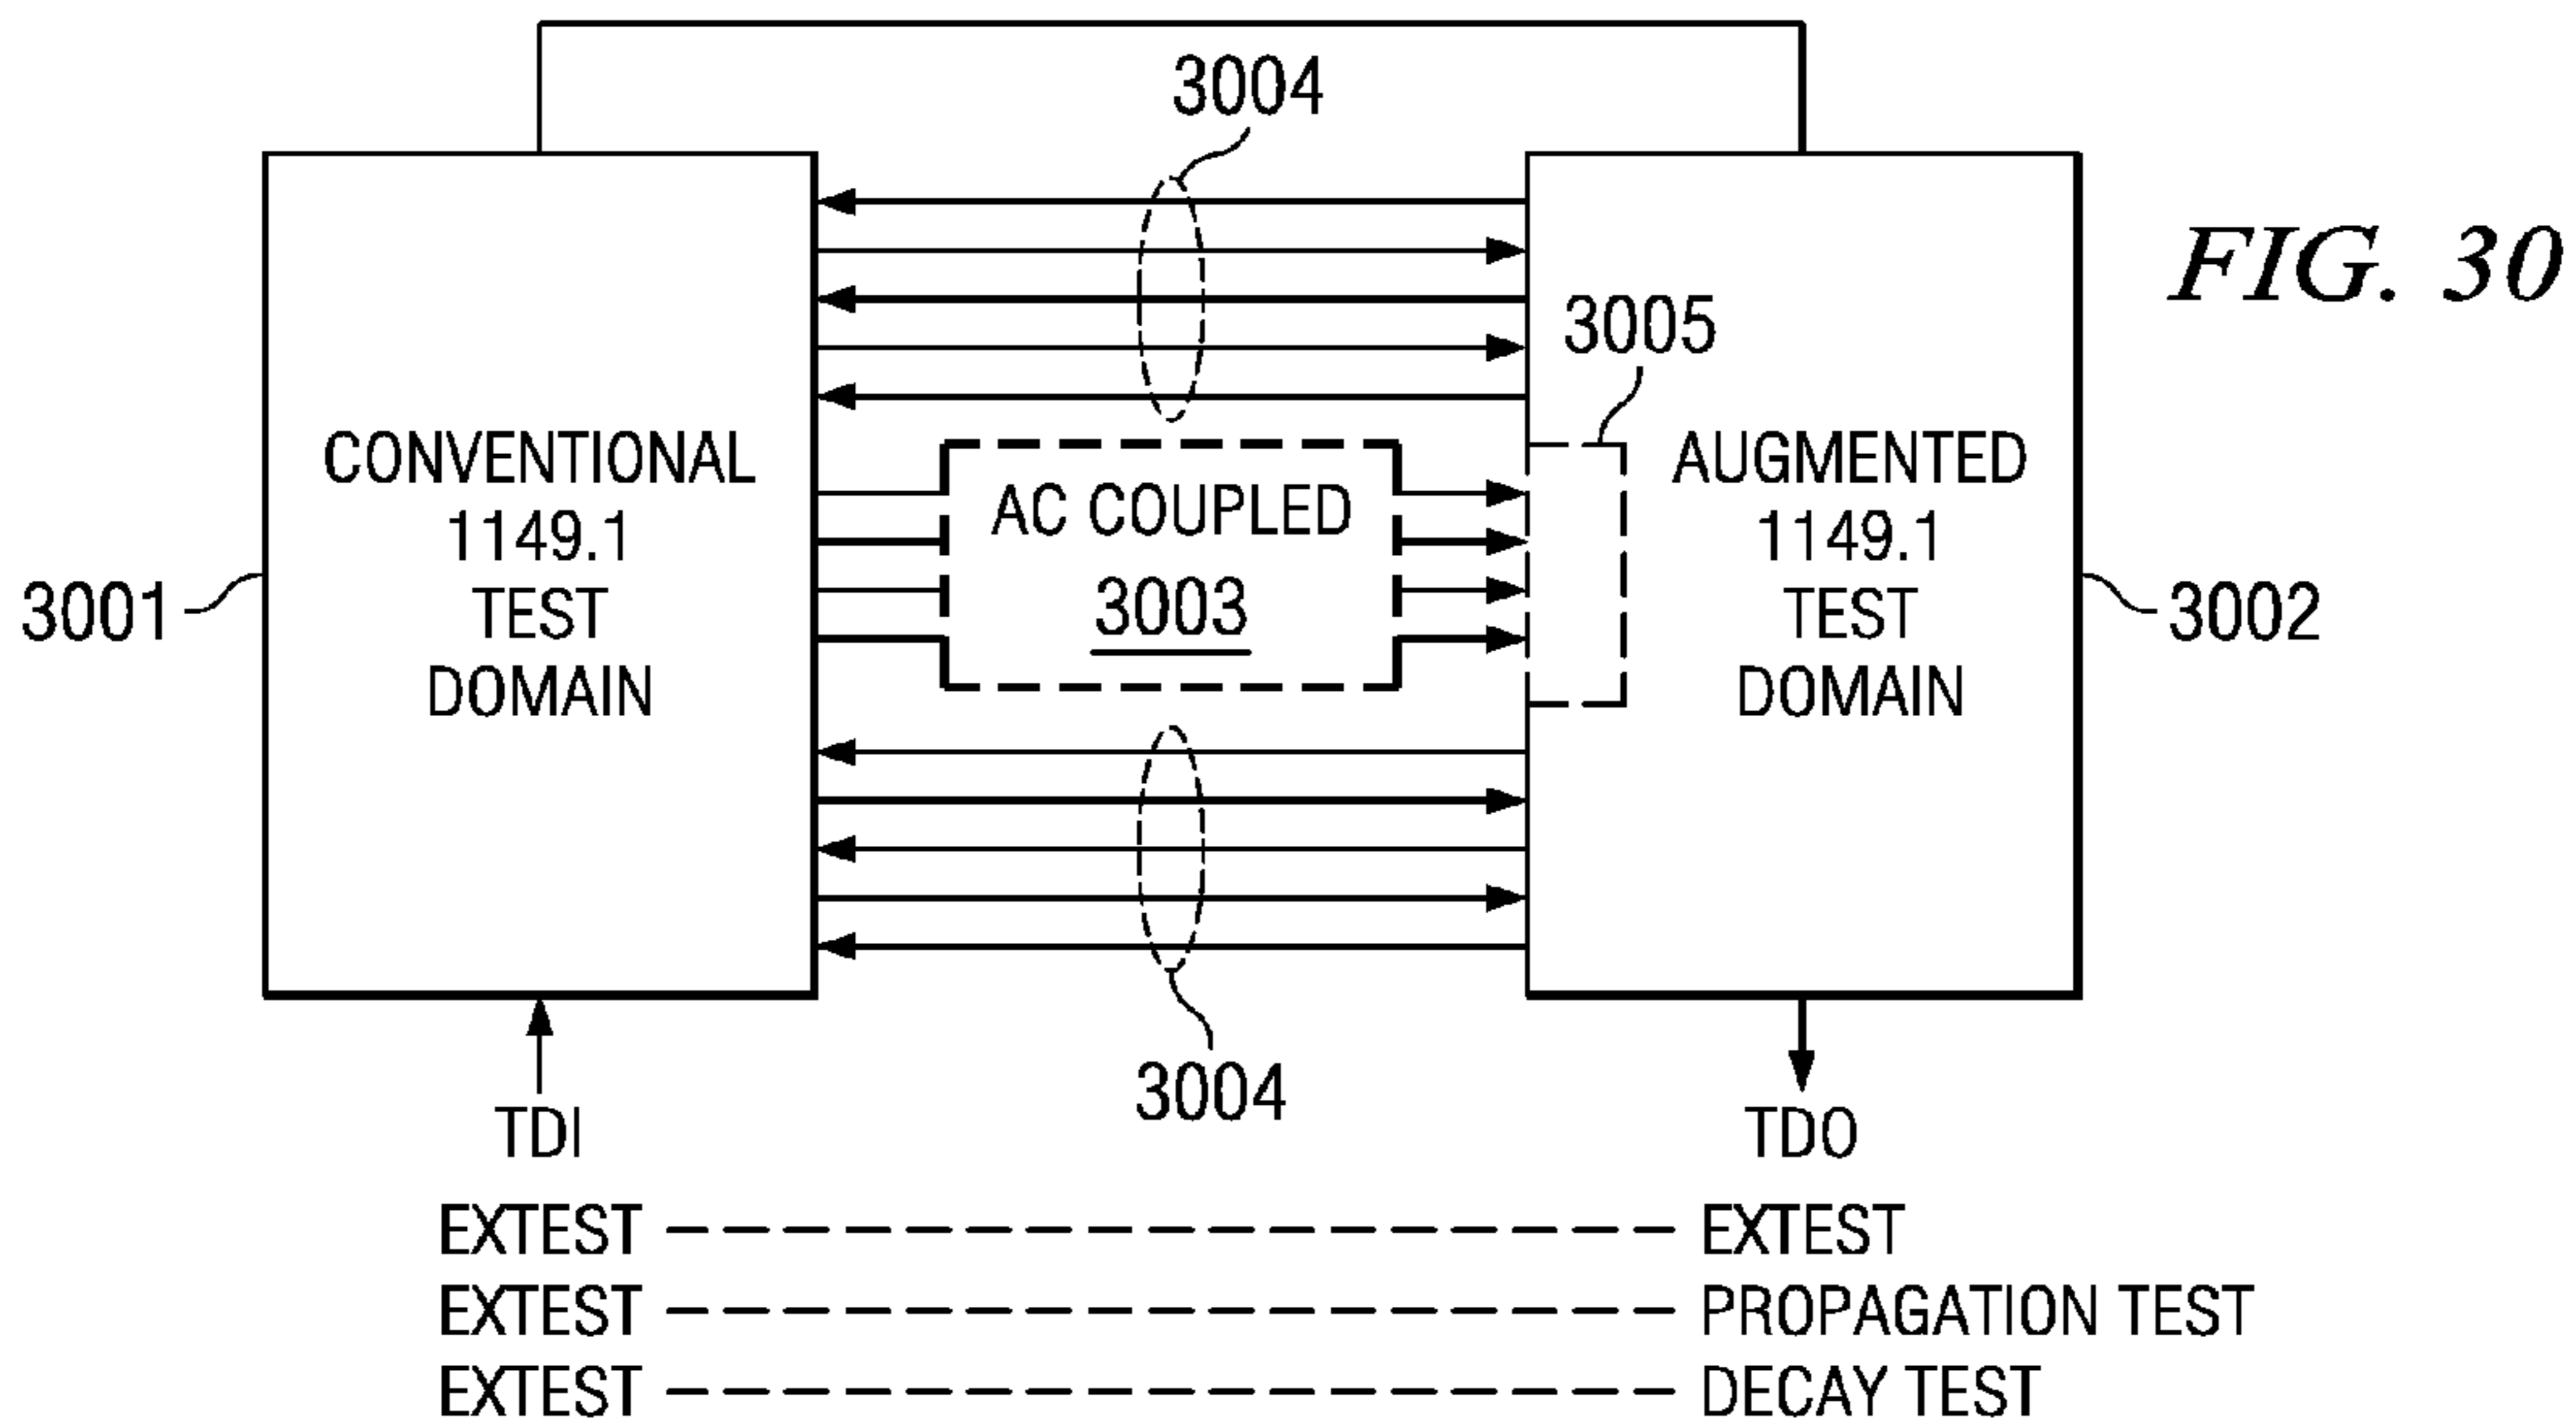 3004
FIG. 30
3005
CONVENTIONAL
1149.1
TEST
DOMAIN
AC COUPLED
3003
AUGMENTED
1149.1
TEST
DOMAIN
3001
3002
3004
TDI
TDO
EXTEST EXTEST
EXTEST PROPAGATION TEST
EXTEST DECAY TEST